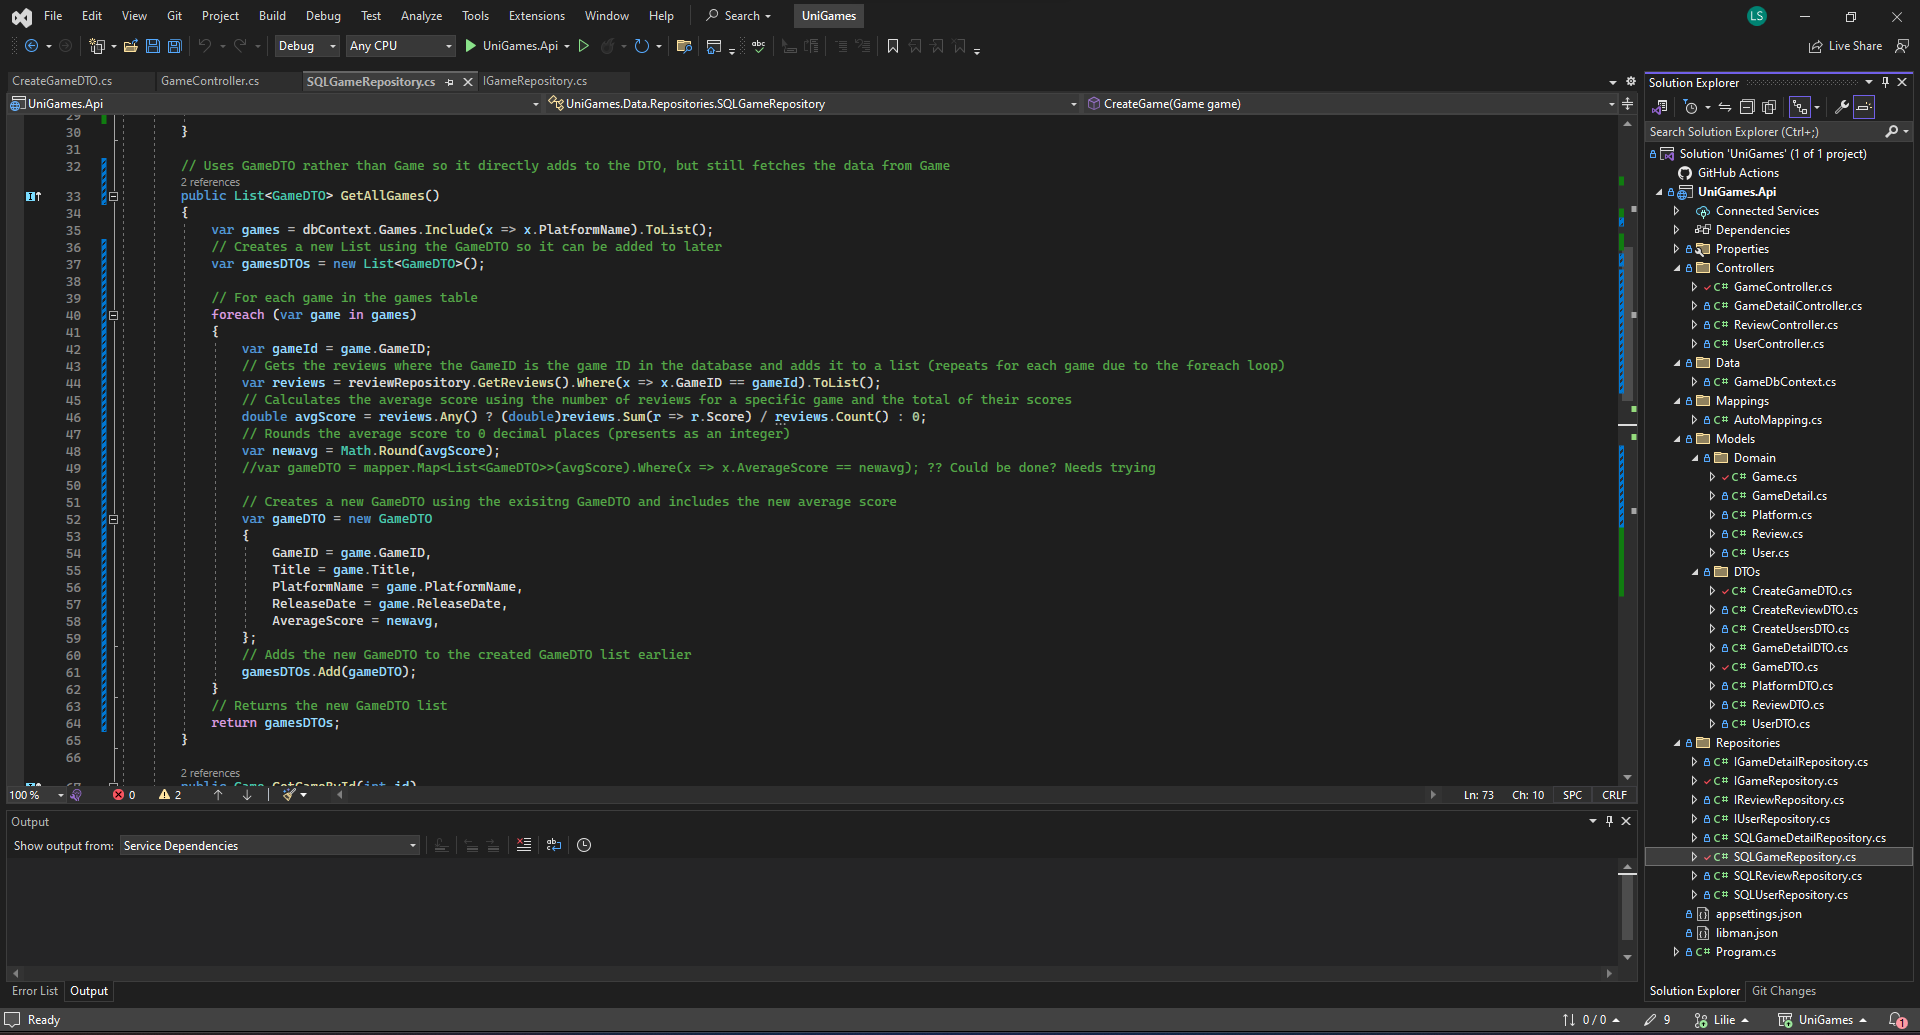 File Edit View Git Project Build Debug Test Analyze Tools Extensions Window Help Search UniGames LS
Debug Any CPU UniGames.Api Live Share
CreateGameDTO.cs GameController.cs SQLGameRepository.cs IGameRepository.cs
UniGames.Api UniGames.Data.Repositories.SQLGameRepository CreateGame(Game game)
29
30 }
31
32 // Uses GameDTO rather than Game so it directly adds to the DTO, but still fetches the data from Game
2 references
33 public List<GameDTO> GetAllGames()
34 {
35 var games = dbContext.Games.Include(x => x.PlatformName).ToList();
36 // Creates a new List using the GameDTO so it can be added to later
37 var gamesDTOs = new List<GameDTO>();
38
39 // For each game in the games table
40 foreach (var game in games)
41 {
42 var gameId = game.GameID;
43 // Gets the reviews where the GameID is the game ID in the database and adds it to a list (repeats for each game due to the foreach loop)
44 var reviews = reviewRepository.GetReviews().Where(x => x.GameID == gameId).ToList();
45 // Calculates the average score using the number of reviews for a specific game and the total of their scores
46 double avgScore = reviews.Any() ? (double)reviews.Sum(r => r.Score) / reviews.Count() : 0;
47 // Rounds the average score to 0 decimal places (presents as an integer)
48 var newavg = Math.Round(avgScore);
49 //var gameDTO = mapper.Map<List<GameDTO>>(avgScore).Where(x => x.AverageScore == newavg); ?? Could be done? Needs trying
50
51 // Creates a new GameDTO using the exisitng GameDTO and includes the new average score
52 var gameDTO = new GameDTO
53 {
54 GameID = game.GameID,
55 Title = game.Title,
56 PlatformName = game.PlatformName,
57 ReleaseDate = game.ReleaseDate,
58 AverageScore = newavg,
59 };
60 // Adds the new GameDTO to the created GameDTO list earlier
61 gamesDTOs.Add(gameDTO);
62 }
63 // Returns the new GameDTO list
64 return gamesDTOs;
65 }
66
2 references
67 public Game GetGameById(int id)
100 % 0 2 Ln: 73 Ch: 10 SPC CRLF
Output
Show output from: Service Dependencies
Error List Output
Solution Explorer
Search Solution Explorer (Ctrl+;)
Solution 'UniGames' (1 of 1 project)
GitHub Actions
UniGames.Api
Connected Services
Dependencies
Properties
Controllers
C# GameController.cs
C# GameDetailController.cs
C# ReviewController.cs
C# UserController.cs
Data
C# GameDbContext.cs
Mappings
C# AutoMapping.cs
Models
Domain
C# Game.cs
C# GameDetail.cs
C# Platform.cs
C# Review.cs
C# User.cs
DTOs
C# CreateGameDTO.cs
C# CreateReviewDTO.cs
C# CreateUsersDTO.cs
C# GameDetailDTO.cs
C# GameDTO.cs
C# PlatformDTO.cs
C# ReviewDTO.cs
C# UserDTO.cs
Repositories
C# IGameDetailRepository.cs
C# IGameRepository.cs
C# IReviewRepository.cs
C# IUserRepository.cs
C# SQLGameDetailRepository.cs
C# SQLGameRepository.cs
C# SQLReviewRepository.cs
C# SQLUserRepository.cs
appsettings.json
libman.json
C# Program.cs
Solution Explorer Git Changes
Ready 0 / 0 9 Lilie UniGames 1